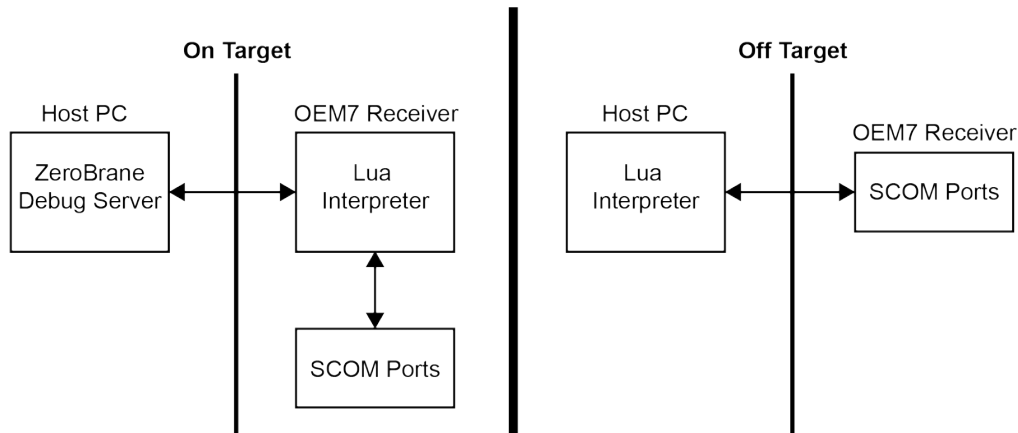 On Target
Host PC
ZeroBrane
Debug Server
OEM7 Receiver
Lua
Interpreter
SCOM Ports
Off Target
Host PC
Lua
Interpreter
OEM7 Receiver
SCOM Ports